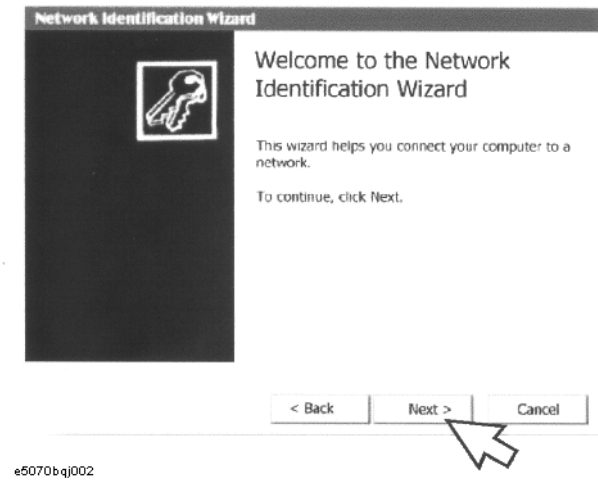 Network Identification Wizard
Welcome to the Network
Identification Wizard
This wizard helps you connect your computer to a
network.
To continue, click Next.
< Back
Next >
Cancel
e5070bqj002